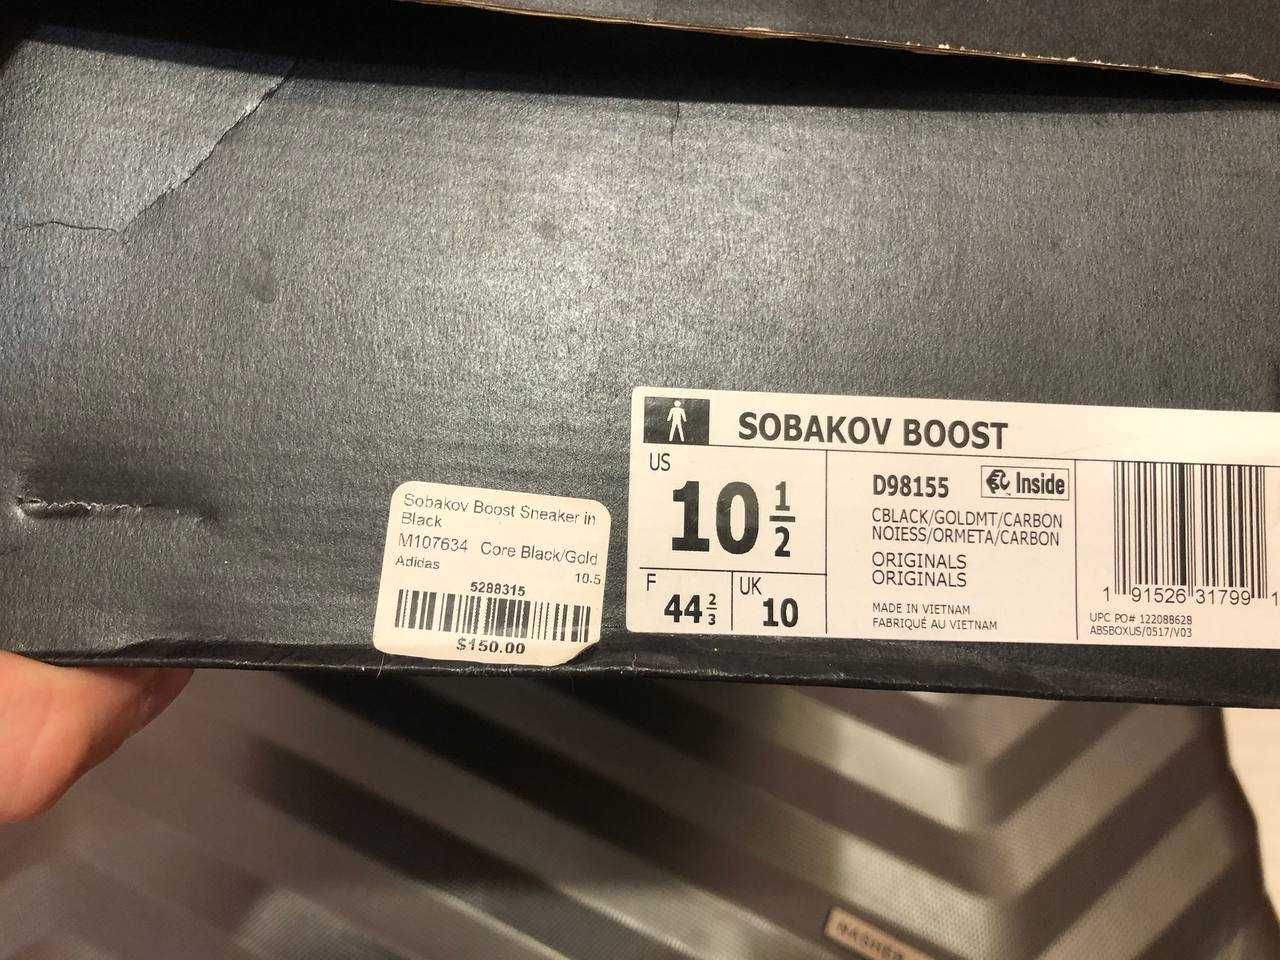 Sobakov Boost Sneaker in
Black
M107634 Core Black/Gold
Adidas
10.5
5288315
$150.00
SOBAKOV BOOST
US
10 1/2
F
44 2/3
UK
10
D98155
Inside
CBLACK/GOLDMT/CARBON
NOIESS/ORMETA/CARBON
ORIGINALS
ORIGINALS
MADE IN VIETNAM
FABRIQUÉ AU VIETNAM
1 91526 31799 1
UPC PO# 122088628
ABSBOXUS/0517/V03